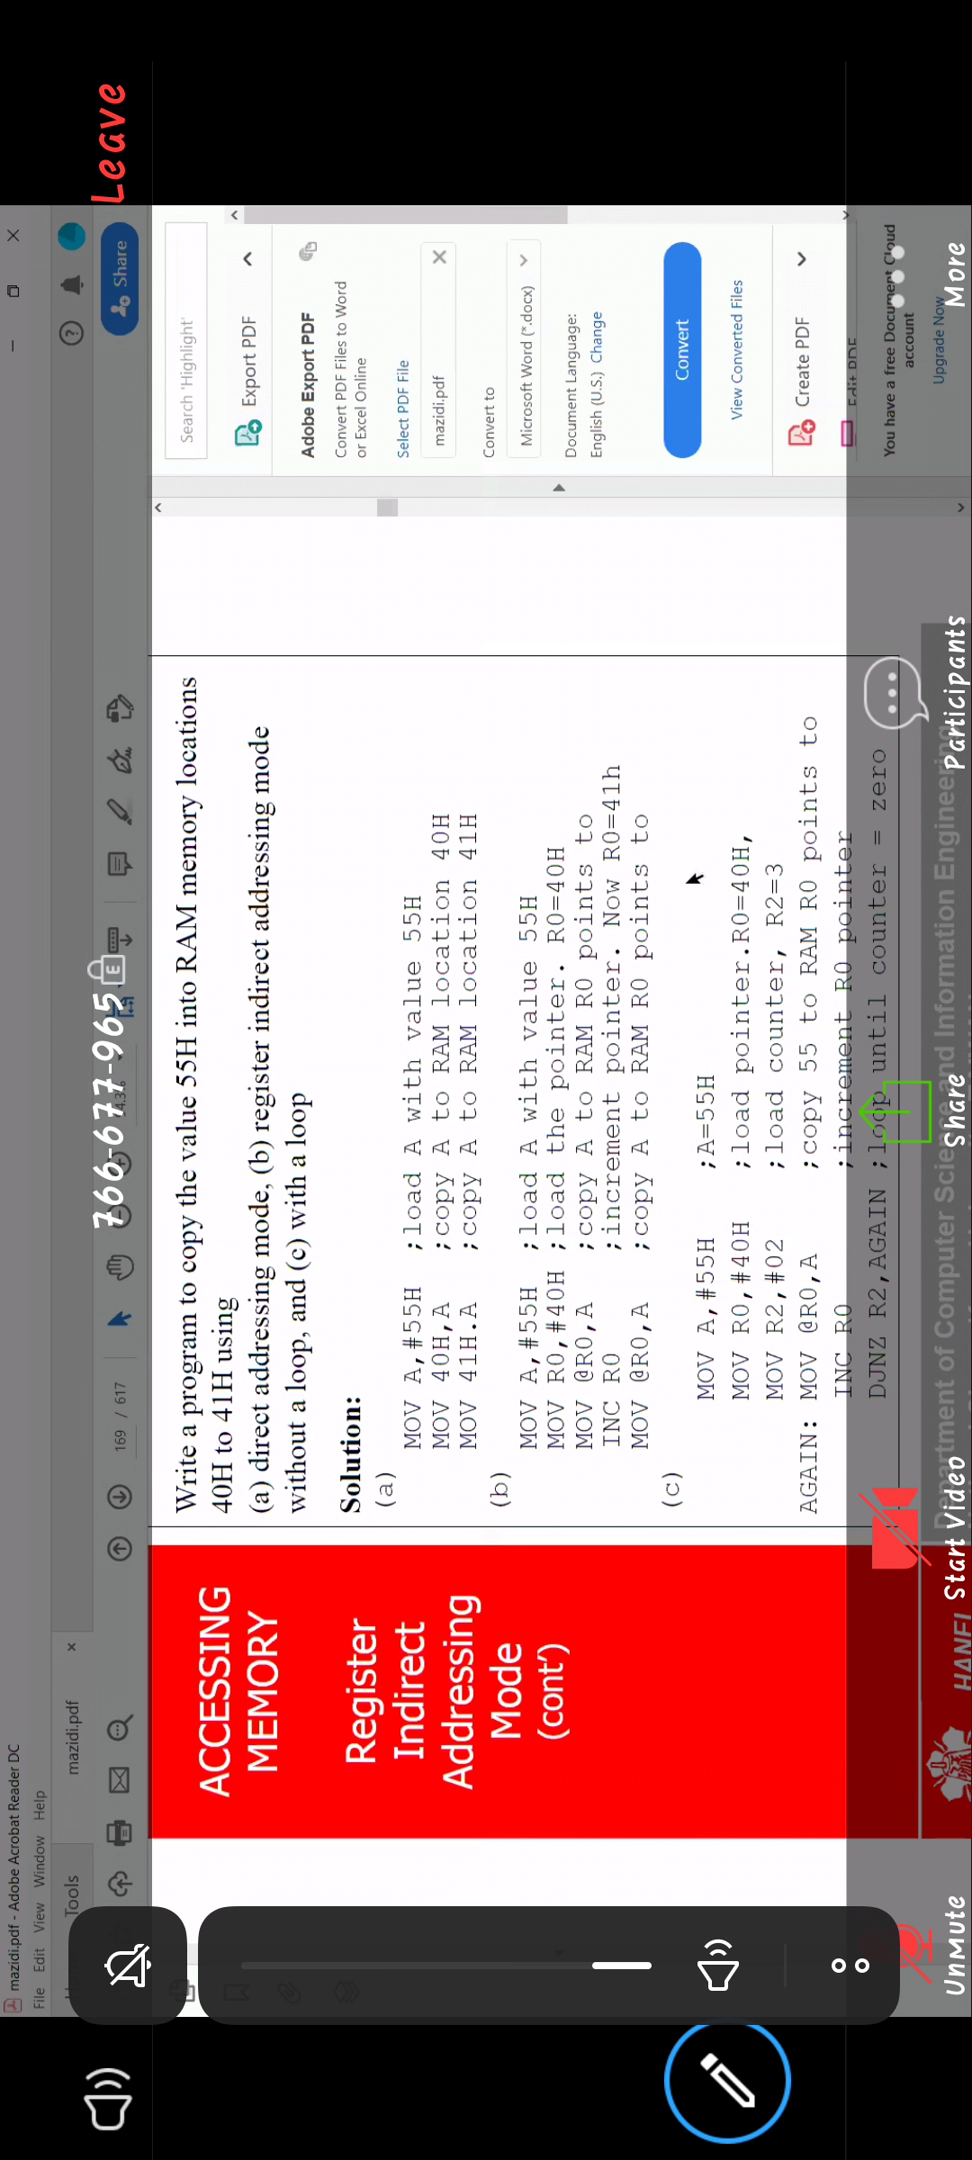 Leave
766-677-965
E
mazidi.pdf - Adobe Acrobat Reader DC
File Edit View Window Help
Tools
mazidi.pdf
×
Share
169 / 617
ACCESSING
MEMORY
Register
Indirect
Addressing
Mode
(cont’)
Write a program to copy the value 55H into RAM memory locations
40H to 41H using
(a) direct addressing mode, (b) register indirect addressing mode
without a loop, and (c) with a loop
Solution:
(a)
MOV A,#55H ;load A with value 55H
MOV 40H,A ;copy A to RAM location 40H
MOV 41H.A ;copy A to RAM location 41H
(b)
MOV A,#55H ;load A with value 55H
MOV R0,#40H ;load the pointer. R0=40H
MOV @R0,A ;copy A to RAM R0 points to
INC R0 ;increment pointer. Now R0=41h
MOV @R0,A ;copy A to RAM R0 points to
(c)
MOV A,#55H ;A=55H
MOV R0,#40H ;load pointer.R0=40H,
MOV R2,#02 ;load counter, R2=3
AGAIN: MOV @R0,A ;copy 55 to RAM R0 points to
INC R0 ;increment R0 pointer
DJNZ R2,AGAIN ;loop until counter = zero
Department of Computer Science and Information Engineering
HANEL
Search 'Highlight'
Export PDF
Adobe Export PDF
Convert PDF Files to Word
or Excel Online
Select PDF File
mazidi.pdf
Convert to
Microsoft Word (*.docx)
Document Language:
English (U.S.) Change
Convert
View Converted Files
Create PDF
Edit PDF
You have a free Document Cloud
account
Upgrade Now
Unmute
Start Video
Share
Participants
More